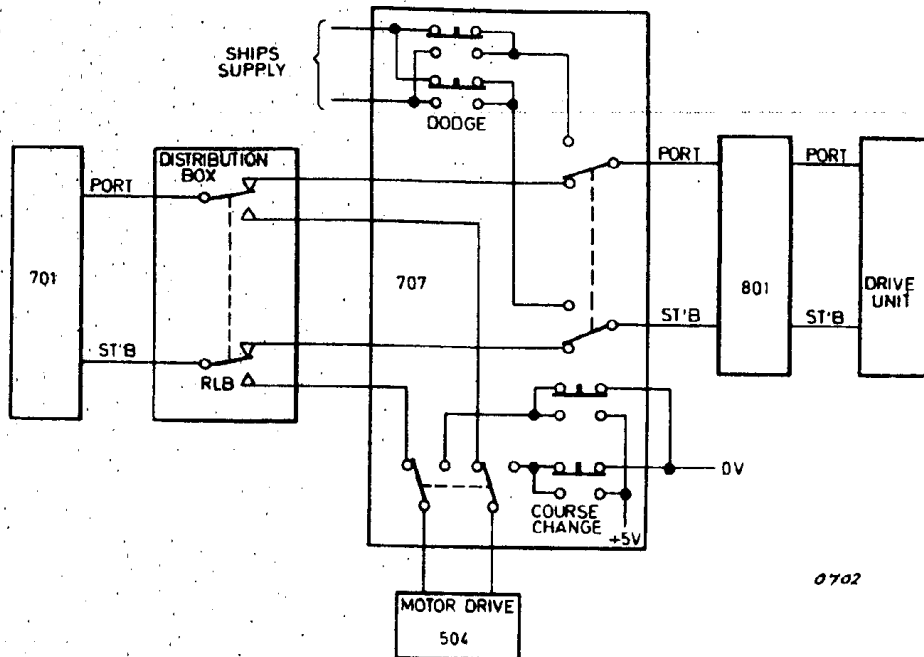 SHIPS
SUPPLY
DODGE
DISTRIBUTION
BOX
PORT
PORT
PORT
701
707
801
DRIVE
UNIT
ST'B
RLB
ST'B
ST'B
0V
COURSE
CHANGE
+5V
MOTOR DRIVE
504
0702